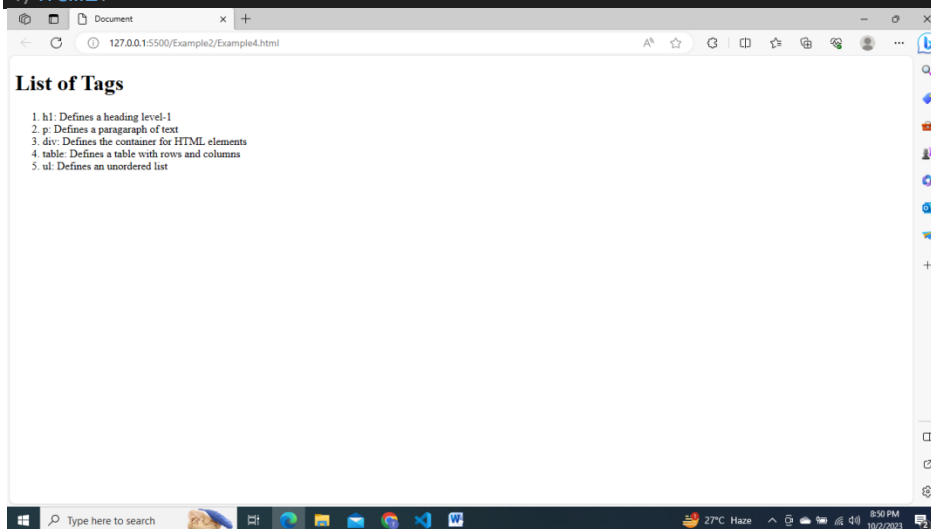 Document
127.0.0.1:5500/Example2/Example4.html
List of Tags
1. h1: Defines a heading level-1
2. p: Defines a paragaraph of text
3. div: Defines the container for HTML elements
4. table: Defines a table with rows and columns
5. ul: Defines an unordered list
Type here to search
27°C Haze
8:50 PM
10/2/2023